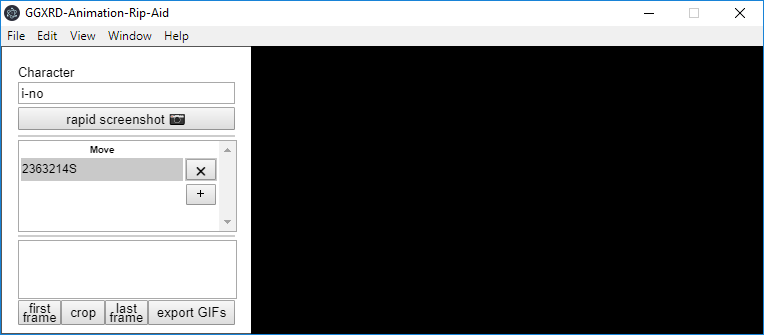 GGXRD-Animation-Rip-Aid
File Edit View Window Help
Character
i-no
rapid screenshot
Move
2363214S
+
first frame crop last frame export GIFs